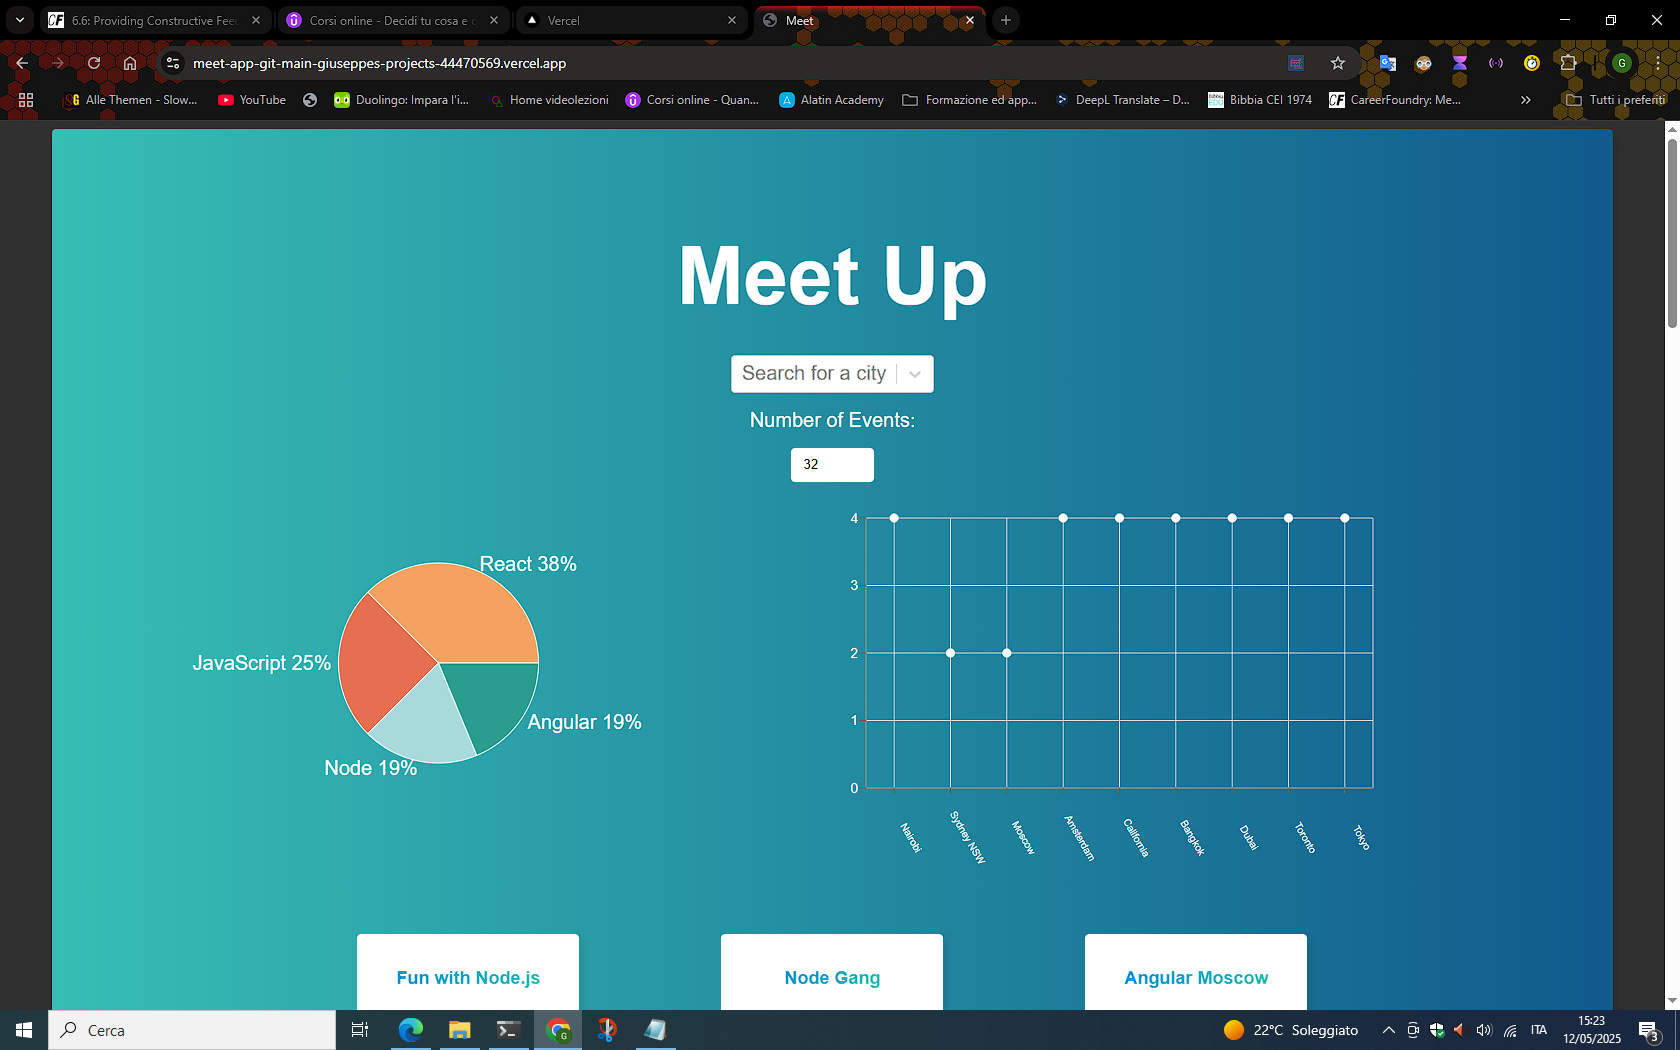 6.6: Providing Constructive Feed
Corsi online - Decidi tu cosa e
Vercel
Meet
meet-app-git-main-giuseppes-projects-44470569.vercel.app
G
SG Alle Themen - Slow...
YouTube
Duolingo: Impara l'i...
Home videolezioni
Corsi online - Quan...
Alatin Academy
Formazione ed app...
DeepL Translate – D...
Bibbia CEI 1974
CF CareerFoundry: Me...
Tutti i preferiti
Meet Up
Search for a city
Number of Events:
32
React 38%
JavaScript 25%
Angular 19%
Node 19%
4
3
2
1
0
Nairobi
Sydney NSW
Moscow
Amsterdam
California
Bangkok
Dubai
Toronto
Tokyo
Fun with Node.js
Node Gang
Angular Moscow
Cerca
22°C Soleggiato
ITA
15:23
12/05/2025
3